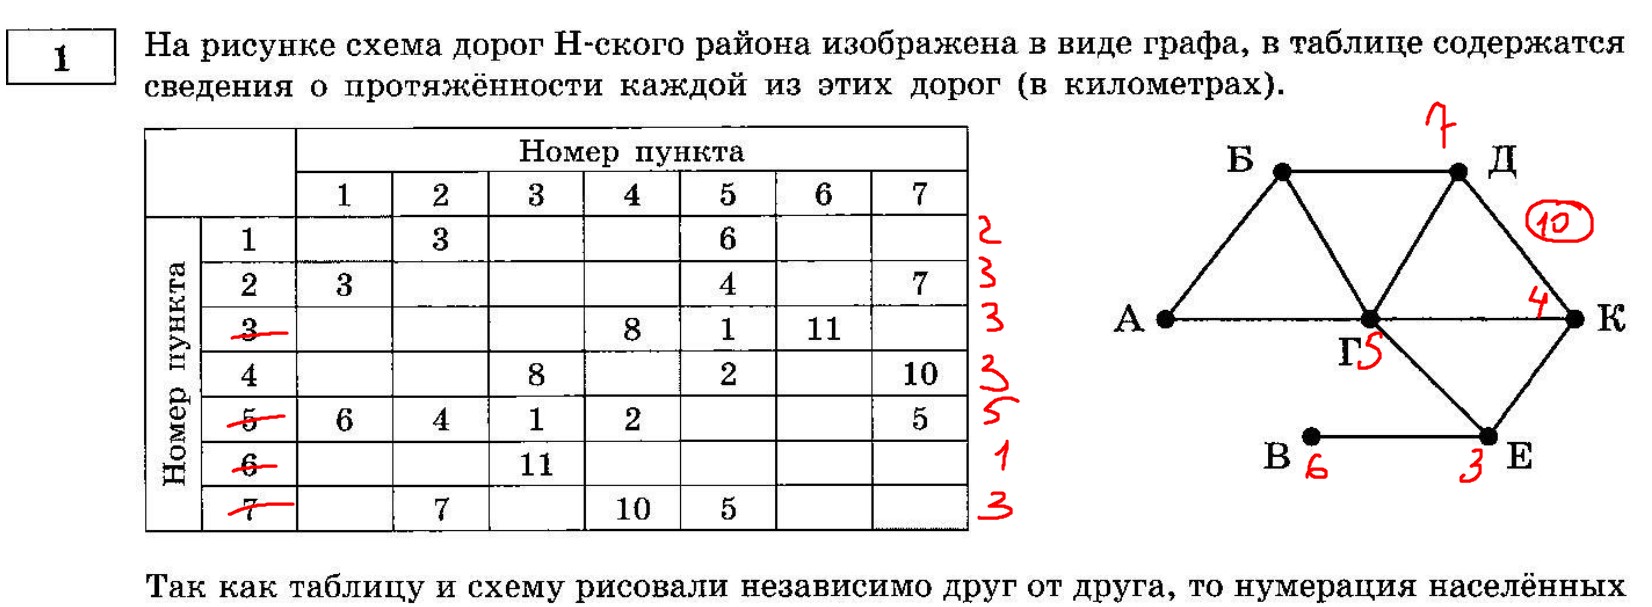 1
На рисунке схема дорог Н-ского района изображена в виде графа, в таблице содержатся
сведения о протяжённости каждой из этих дорог (в километрах).
Номер пункта
1 2 3 4 5 6 7
Номер пункта
1 3 6 2
2 3 4 7 3
3 8 1 11 3
4 8 2 10 3
5 6 4 1 2 5 5
6 11 1
7 7 10 5 3
7
Б Д
10
А 4 К
Г 5
В Е
6 3
Так как таблицу и схему рисовали независимо друг от друга, то нумерация населённых